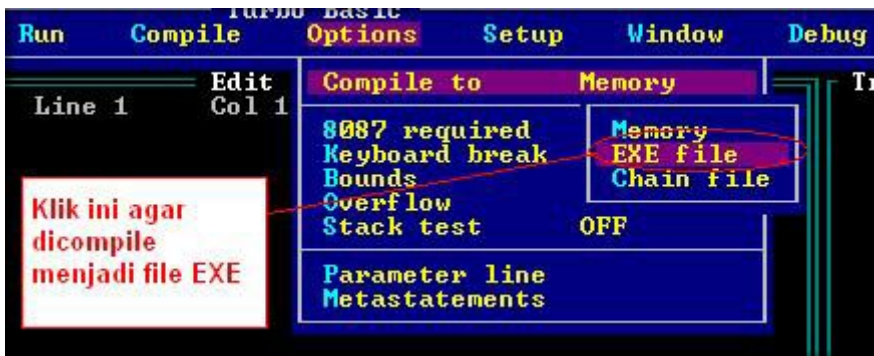 Turbo Basic
Run Compile Options Setup Window Debug
Edit
Line 1 Col 1
Compile to Memory
8087 required
Keyboard break
Bounds
Overflow
Stack test OFF
Parameter line
Metastatements
Memory
EXE file
Chain file
Klik ini agar
dicompile
menjadi file EXE